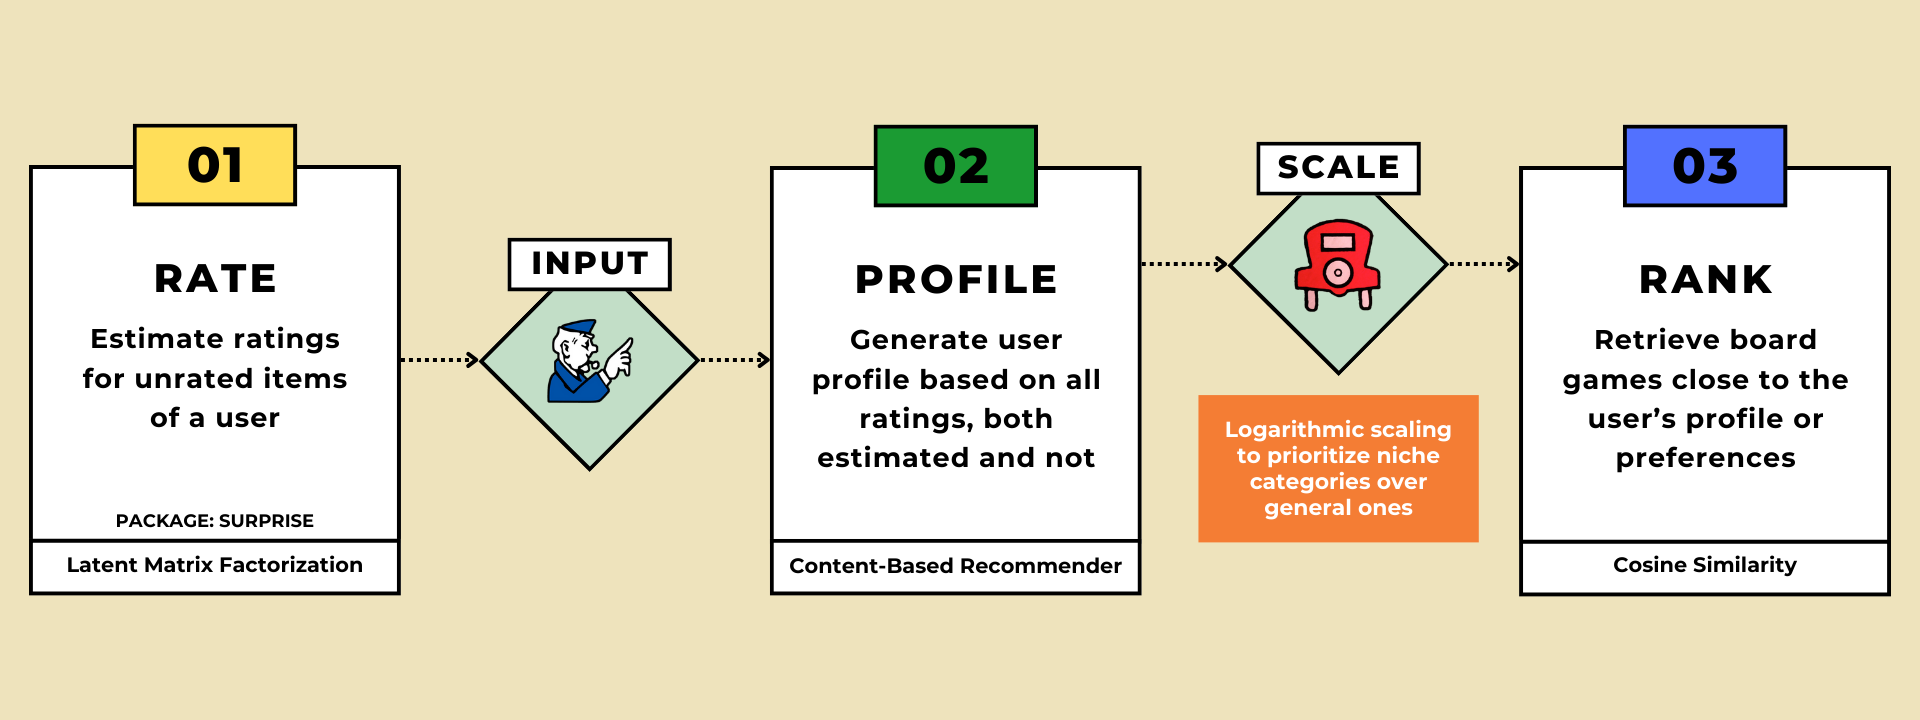 01
RATE
Estimate ratings
for unrated items
of a user
PACKAGE: SURPRISE
Latent Matrix Factorization
INPUT
02
PROFILE
Generate user
profile based on all
ratings, both
estimated and not
Content-Based Recommender
SCALE
Logarithmic scaling
to prioritize niche
categories over
general ones
03
RANK
Retrieve board
games close to the
user’s profile or
preferences
Cosine Similarity